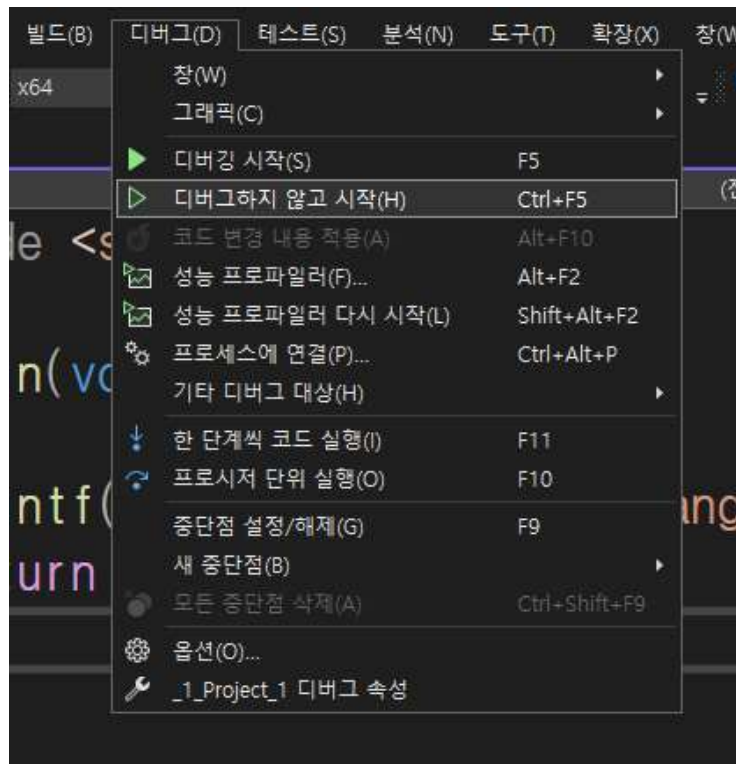 빌드(B) 디버그(D) 테스트(S) 분석(N) 도구(T) 확장(X) 창(W
x64
창(W)
그래픽(C)
디버깅 시작(S) F5
디버그하지 않고 시작(H) Ctrl+F5
de <s
코드 변경 내용 적용(A) Alt+F10
성능 프로파일러(F)... Alt+F2
성능 프로파일러 다시 시작(L) Shift+Alt+F2
프로세스에 연결(P)... Ctrl+Alt+P
n(vo
기타 디버그 대상(H)
한 단계씩 코드 실행(I) F11
프로시저 단위 실행(O) F10
ntf( ang
중단점 설정/해제(G) F9
새 중단점(B)
urn
모든 중단점 삭제(A) Ctrl+Shift+F9
옵션(O)...
_1_Project_1 디버그 속성